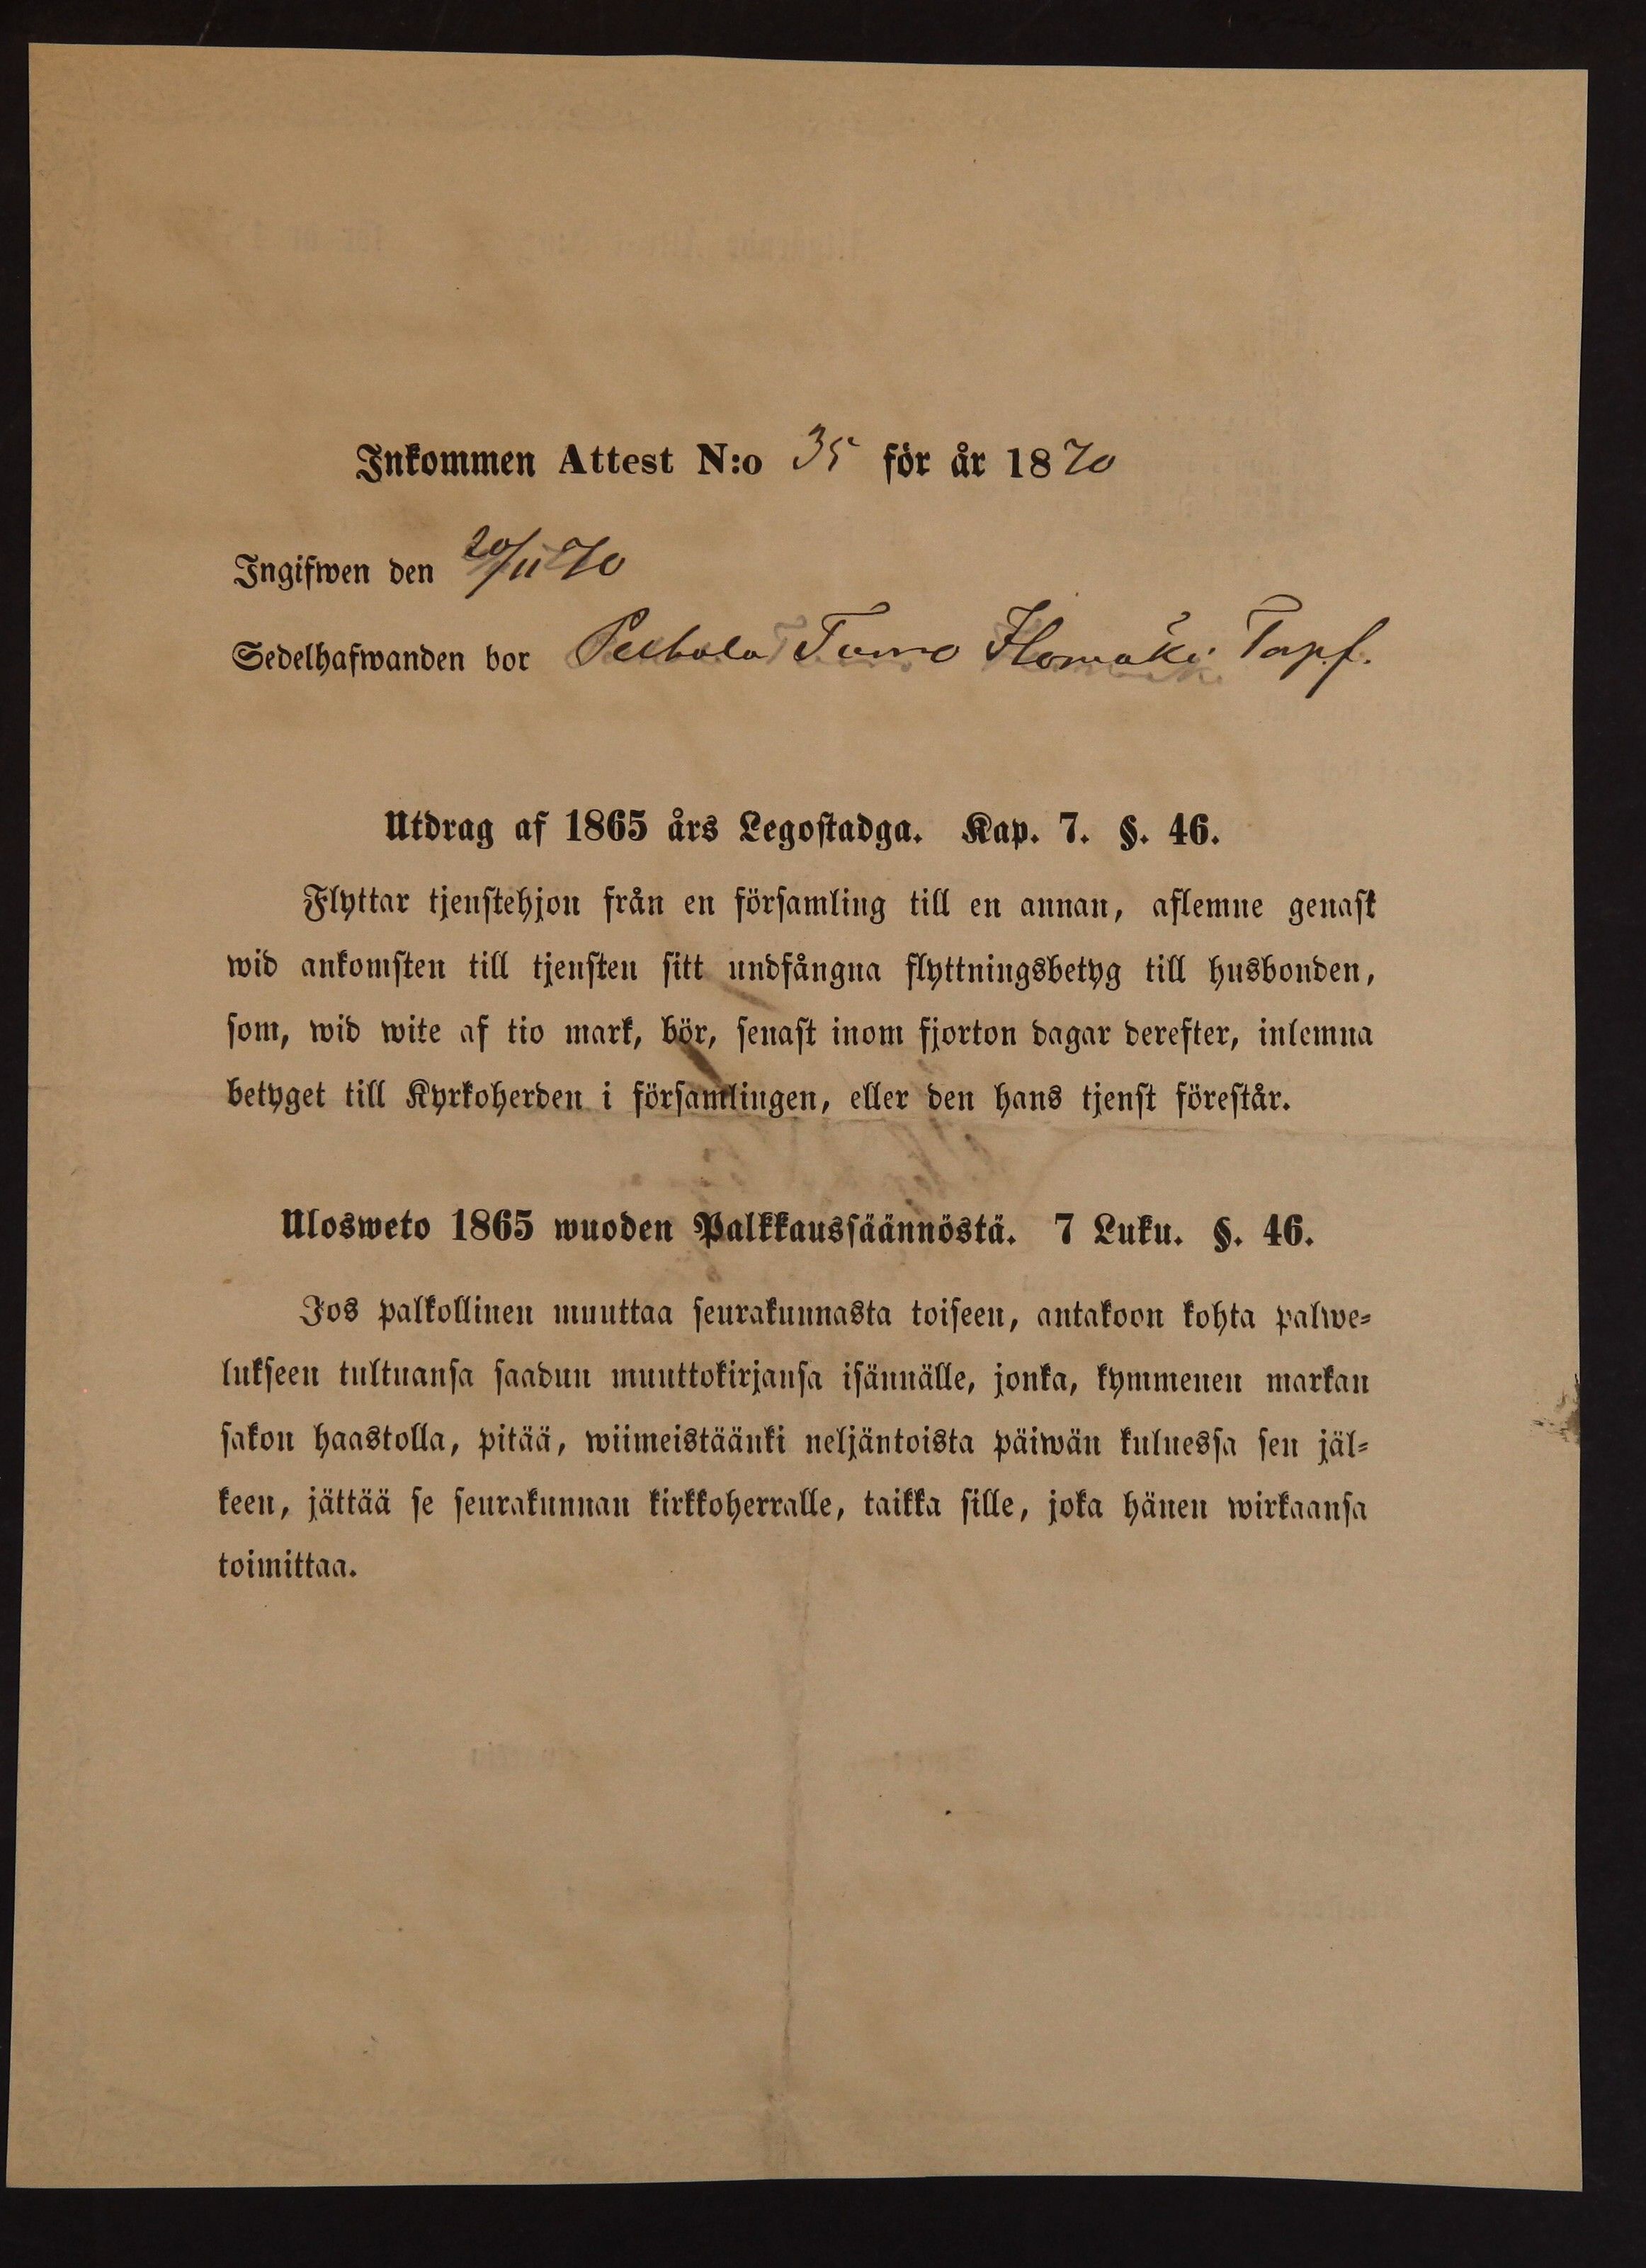 Inkommen Attest N:o 35 för år 1870
Ingifwen den 20/11 70
Sedelhafwanden bor Tomo
Utdrag af 1865 års Legostadga. Kap. 7. §. 46.
Flyttar tjenstehjon från en församling till en annan, aflemne genast
wid ankomsten till tjensten sitt undfångna flyttningsbetyg till husbonden,
som, wid wite af tio mark, bör, senast inom fjorton dagar derefter, inlemna
betyget till Kyrkoherden i församlingen, eller den hans tjenst förestår.
Ulosweto 1865 wuoden Palkkaussäännöstä. 7 Luku. §. 46.
Jos palkollinen muuttaa seurakunnasta toiseen, antakoon kohta palwe=
lukseen tultuansa saadun muuttokirjansa isännälle, jonka, kymmenen markan
sakon haastolla, pitää, wiimeistäänki neljäntoista päiwän kuluessa sen jäl=
keen, jättää se seurakunnan kirkkoherralle, taikka sille, joka hänen wirkaansa
toimittaa.